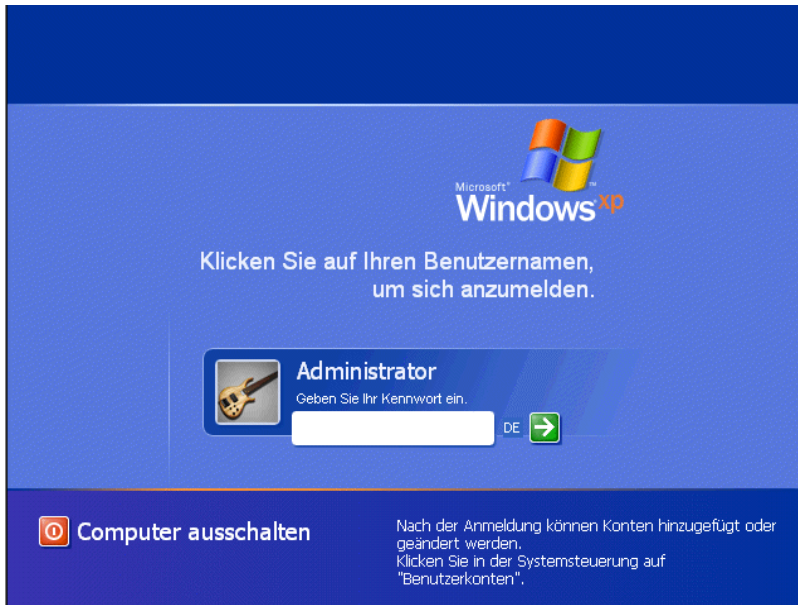 Microsoft®
Windows xp™
Klicken Sie auf Ihren Benutzernamen,
um sich anzumelden.
Administrator
Geben Sie Ihr Kennwort ein.
DE
Computer ausschalten
Nach der Anmeldung können Konten hinzugefügt oder
geändert werden.
Klicken Sie in der Systemsteuerung auf
"Benutzerkonten".